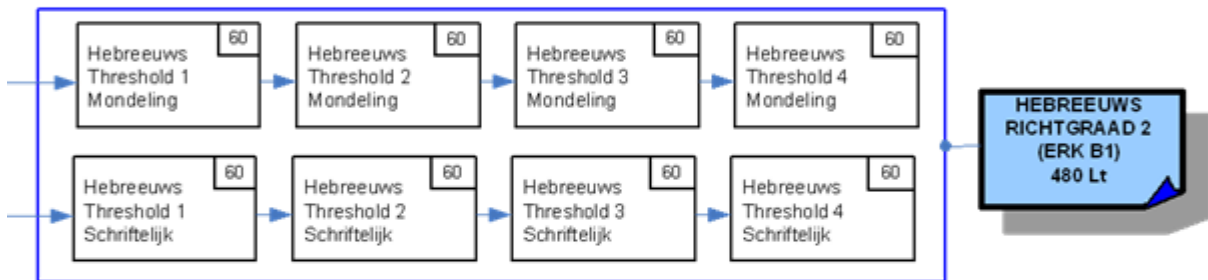 60
Hebreeuws
Threshold 1
Mondeling
60
Hebreeuws
Threshold 2
Mondeling
60
Hebreeuws
Threshold 3
Mondeling
60
Hebreeuws
Threshold 4
Mondeling
60
Hebreeuws
Threshold 1
Schriftelijk
60
Hebreeuws
Threshold 2
Schriftelijk
60
Hebreeuws
Threshold 3
Schriftelijk
60
Hebreeuws
Threshold 4
Schriftelijk
HEBREEUWS
RICHTGRAAD 2
(ERK B1)
480 Lt